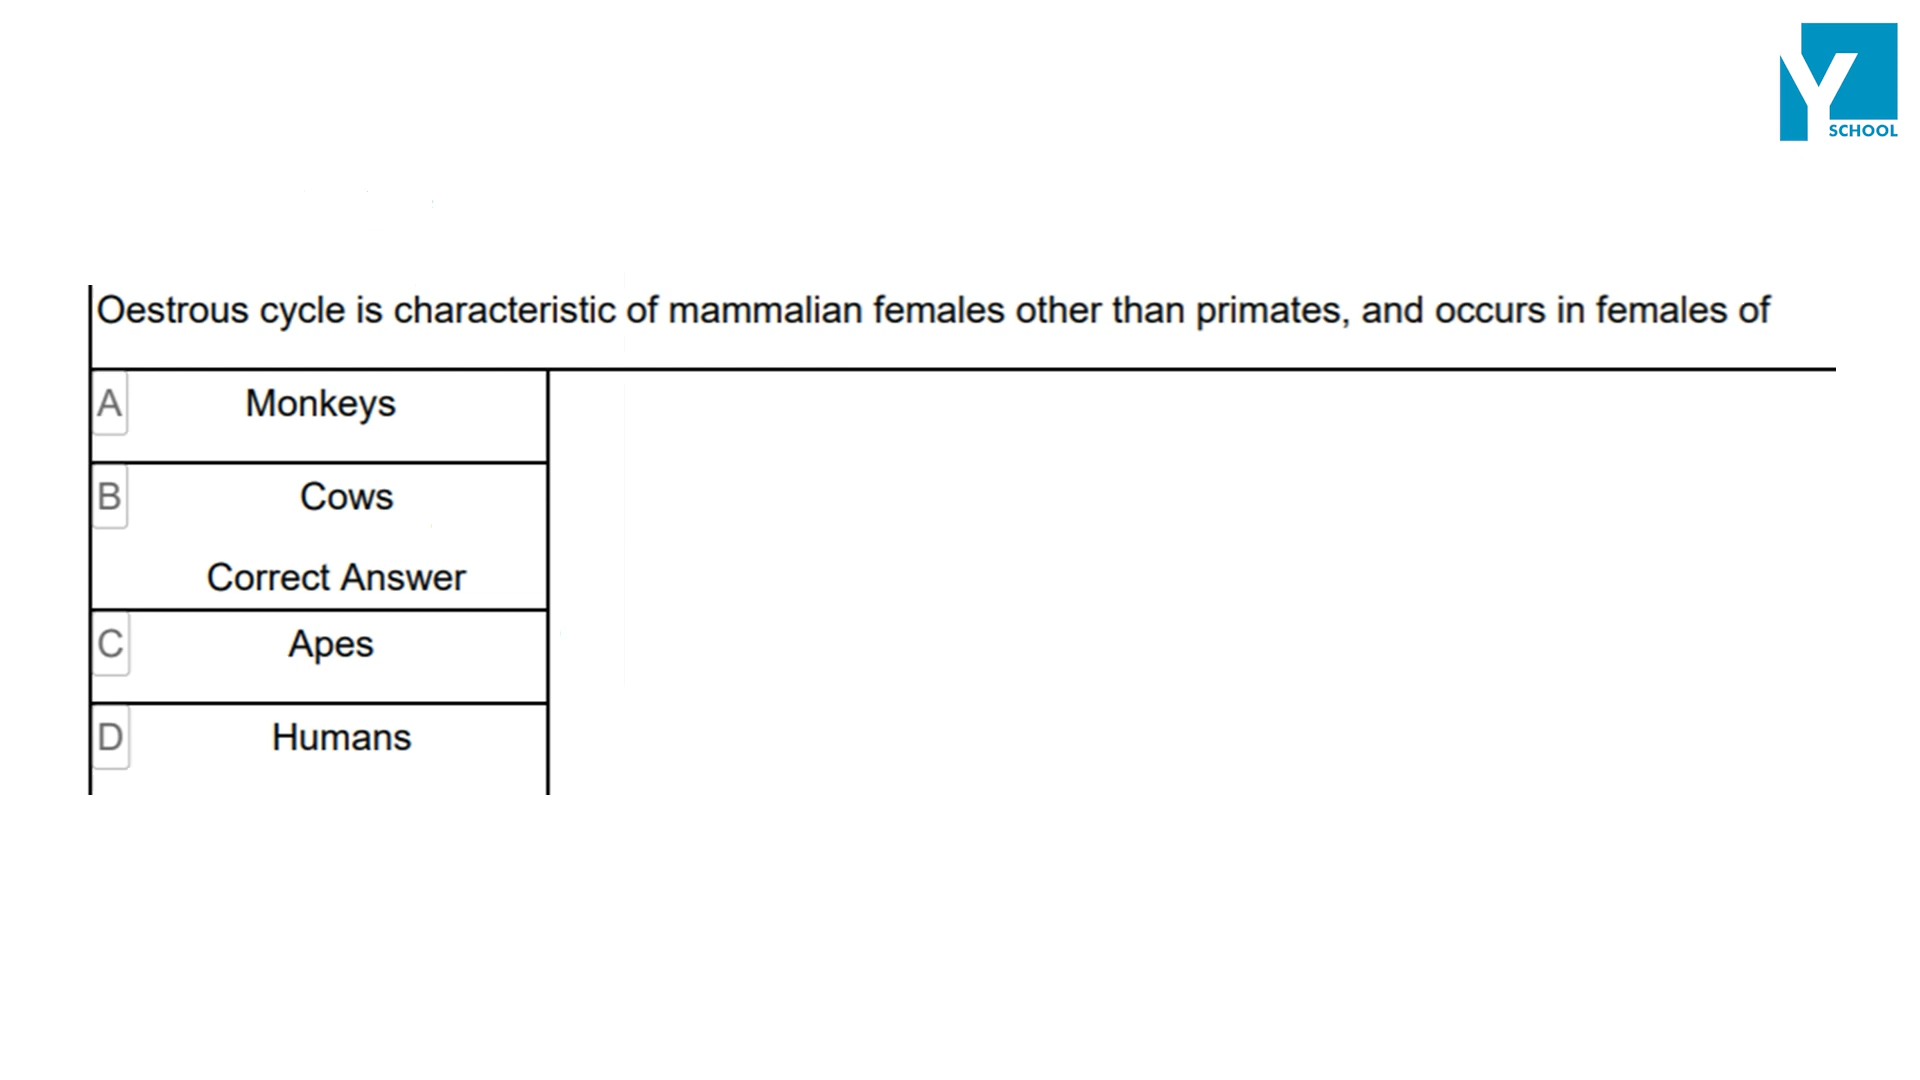 Y
SCHOOL
Oestrous cycle is characteristic of mammalian females other than primates, and occurs in females of
A Monkeys
B Cows
Correct Answer
C Apes
D Humans